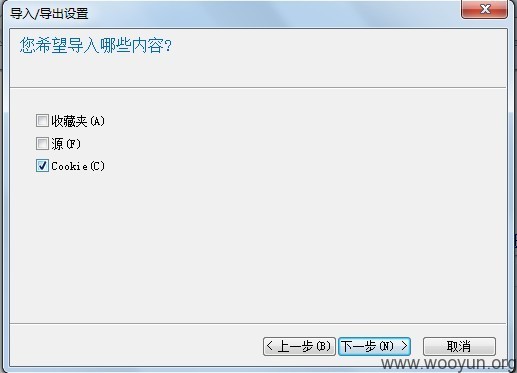 导入/导出设置
您希望导入哪些内容?
收藏夹(A)
源(F)
Cookie(C)
< 上一步(B) 下一步(N) > 取消
www.wooyun.org